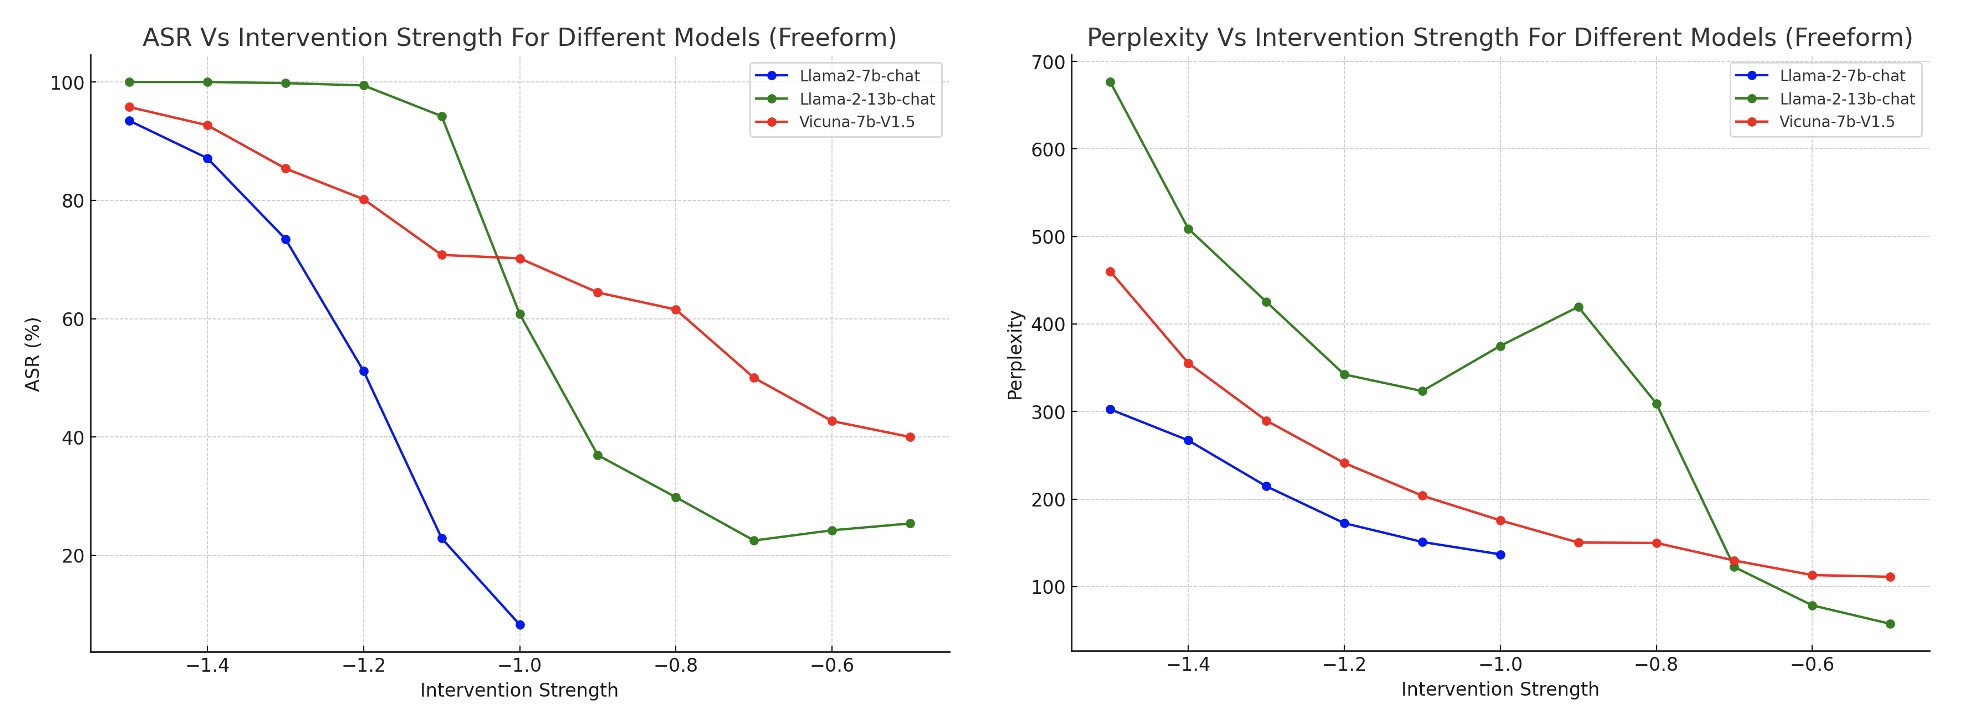 ASR Vs Intervention Strength For Different Models (Freeform)
100
80
60
40
20
ASR (%)
Llama2-7b-chat
Llama-2-13b-chat
Vicuna-7b-V1.5
−1.4
−1.2
−1.0
−0.8
−0.6
Intervention Strength
Perplexity Vs Intervention Strength For Different Models (Freeform)
700
600
500
400
300
200
100
Perplexity
Llama-2-7b-chat
Llama-2-13b-chat
Vicuna-7b-V1.5
−1.4
−1.2
−1.0
−0.8
−0.6
Intervention Strength